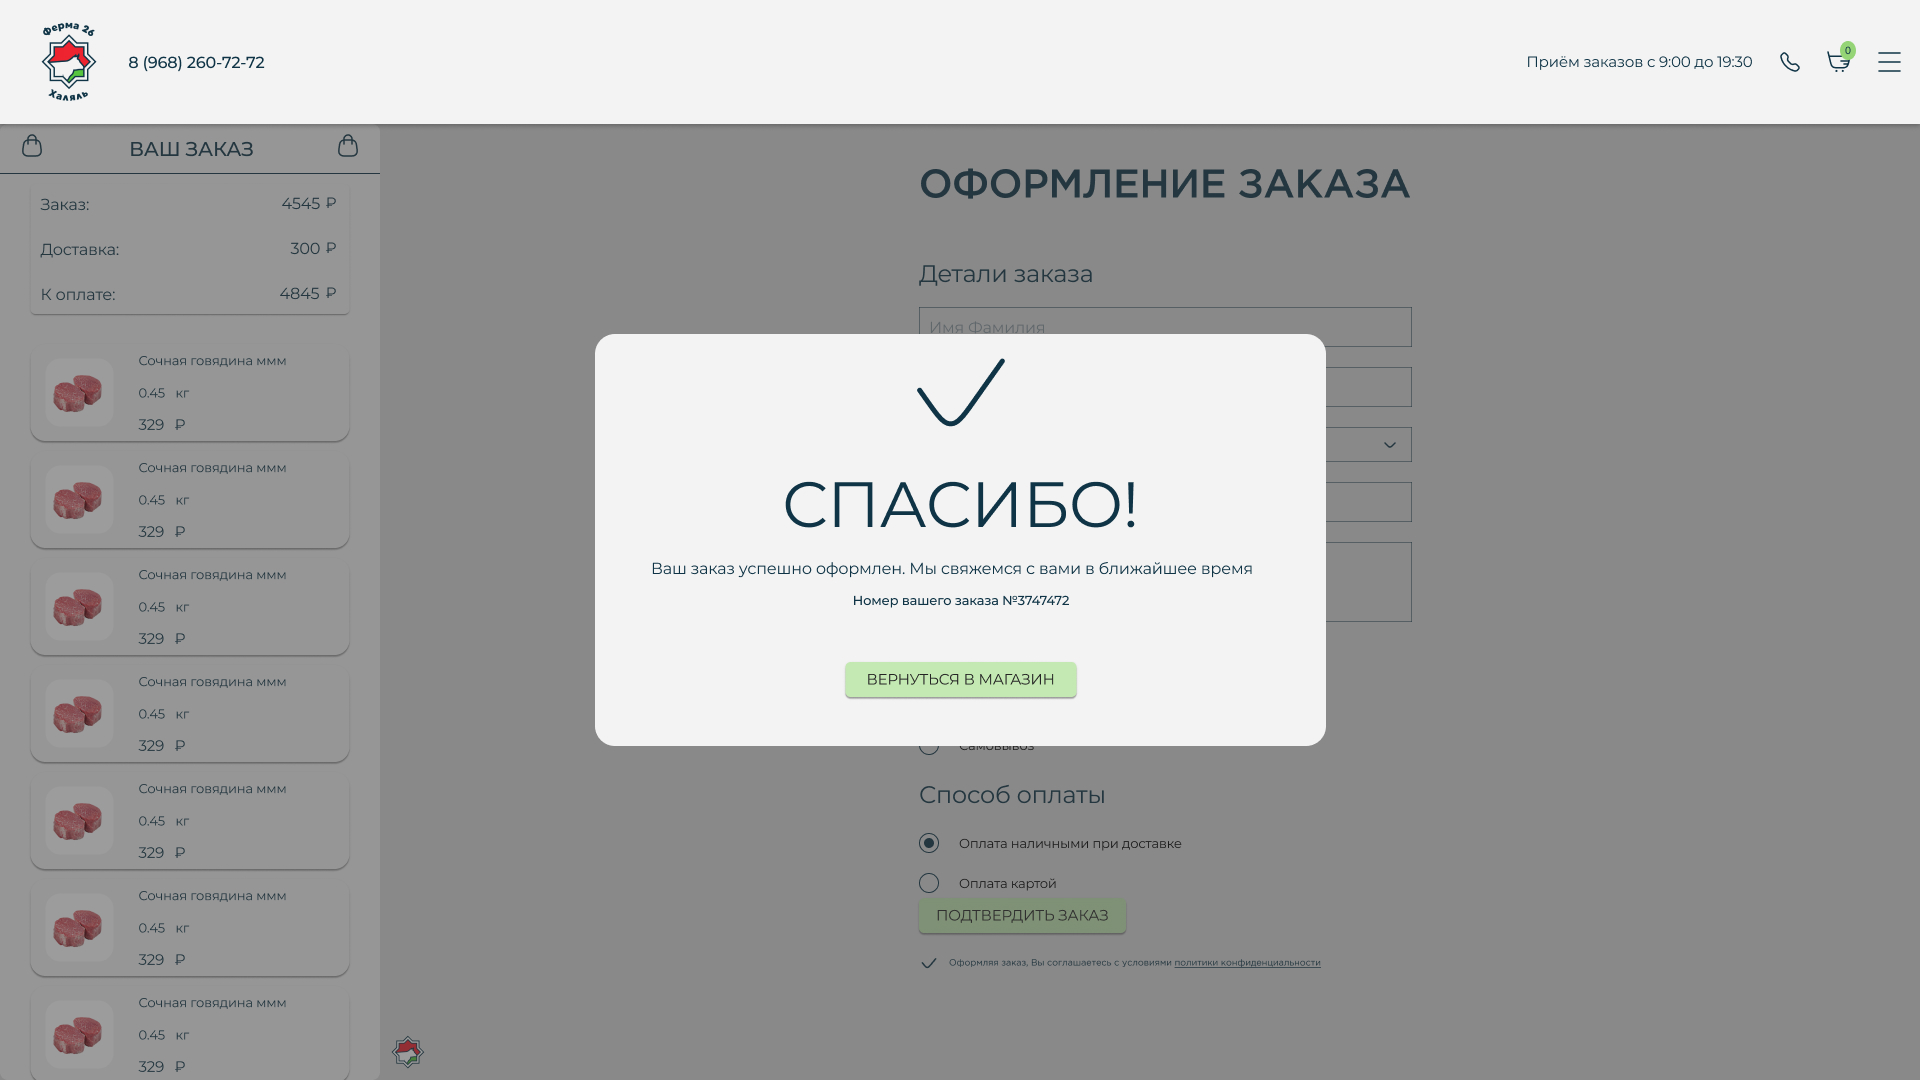 Ферма 26
Халяль
8 (968) 260-72-72
Приём заказов с 9:00 до 19:30
0
ВАШ ЗАКАЗ
Заказ: 4545 ₽
Доставка: 300 ₽
К оплате: 4845 ₽
Сочная говядина ммм
0.45 кг
329 ₽
Сочная говядина ммм
0.45 кг
329 ₽
Сочная говядина ммм
0.45 кг
329 ₽
Сочная говядина ммм
0.45 кг
329 ₽
Сочная говядина ммм
0.45 кг
329 ₽
Сочная говядина ммм
0.45 кг
329 ₽
Сочная говядина ммм
0.45 кг
329 ₽
ОФОРМЛЕНИЕ ЗАКАЗА
Детали заказа
Имя Фамилия
СПАСИБО!
Ваш заказ успешно оформлен. Мы свяжемся с вами в ближайшее время
Номер вашего заказа №3747472
ВЕРНУТЬСЯ В МАГАЗИН
Самовывоз
Способ оплаты
Оплата наличными при доставке
Оплата картой
ПОДТВЕРДИТЬ ЗАКАЗ
Оформляя заказ, Вы соглашаетесь с условиями политики конфиденциальности